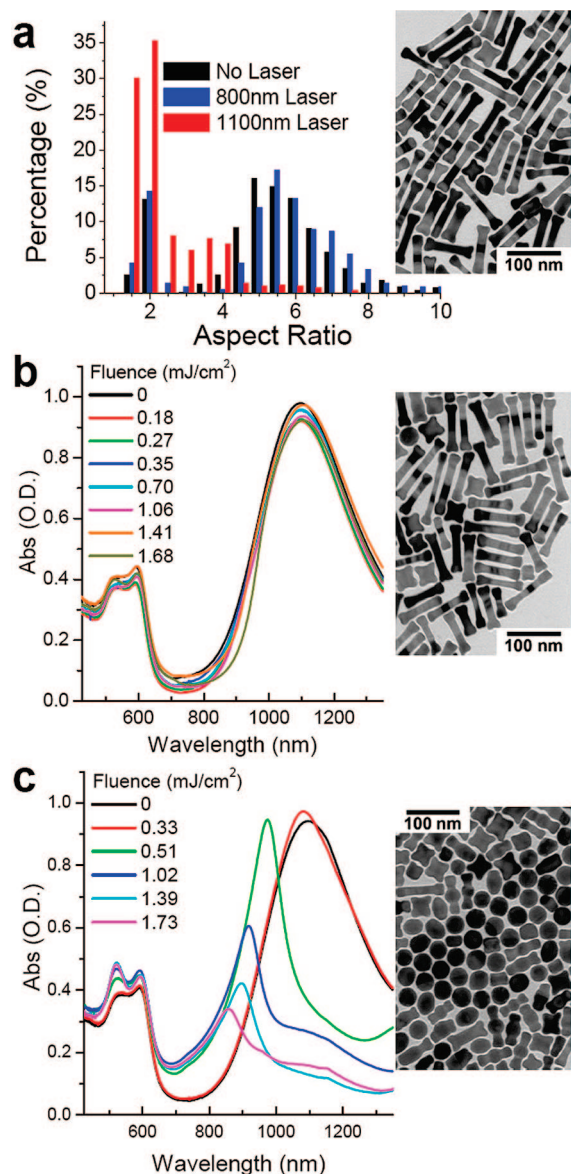 a
Percentage (%)
35
30
25
20
15
10
5
0
No Laser
800nm Laser
1100nm Laser
2
4
6
8
10
Aspect Ratio
100 nm
b
Fluence (mJ/cm²)
0
0.18
0.27
0.35
0.70
1.06
1.41
1.68
Abs (O.D.)
1.0
0.8
0.6
0.4
0.2
0.0
600
800
1000
1200
Wavelength (nm)
100 nm
c
Fluence (mJ/cm²)
0
0.33
0.51
1.02
1.39
1.73
Abs (O.D.)
1.0
0.8
0.6
0.4
0.2
0.0
600
800
1000
1200
Wavelength (nm)
100 nm